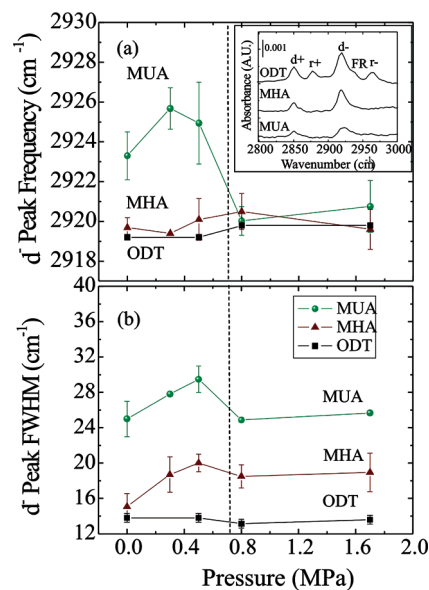 (a)
MUA
MHA
ODT
d⁻ Peak Frequency (cm⁻¹)
2928
2926
2924
2922
2920
2918
0.001
d+
r+
d-
FR
r-
ODT
MHA
MUA
Absorbance (A.U.)
2800
2850
2900
2950
3000
Wavenumber (cm
(b)
MUA
MHA
ODT
MUA
MHA
ODT
d⁻ Peak FWHM (cm⁻¹)
40
36
32
28
24
20
16
12
0.0
0.4
0.8
1.2
1.6
2.0
Pressure (MPa)